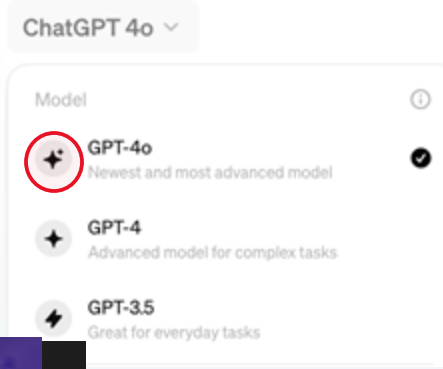 ChatGPT 4o
Model
GPT-4o
Newest and most advanced model
GPT-4
Advanced model for complex tasks
GPT-3.5
Great for everyday tasks